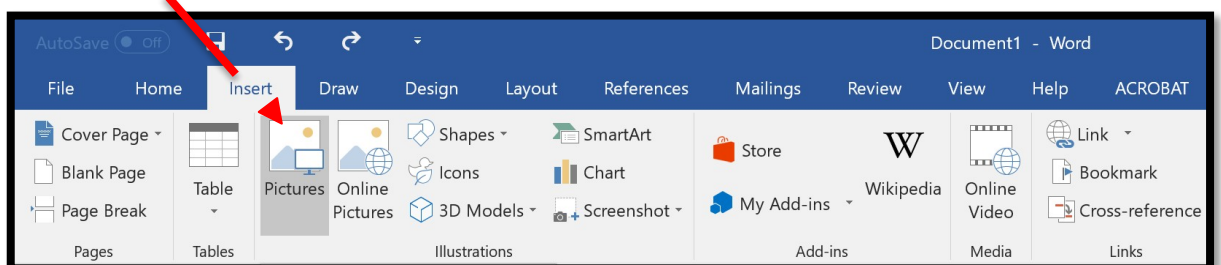 AutoSave Off Document1 - Word
File Home Insert Draw Design Layout References Mailings Review View Help ACROBAT
Cover Page
Blank Page
Page Break
Pages
Table
Tables
Pictures
Online
Pictures
Shapes
Icons
3D Models
SmartArt
Chart
Screenshot
Illustrations
Store
My Add-ins
W
Wikipedia
Add-ins
Online
Video
Media
Link
Bookmark
Cross-reference
Links